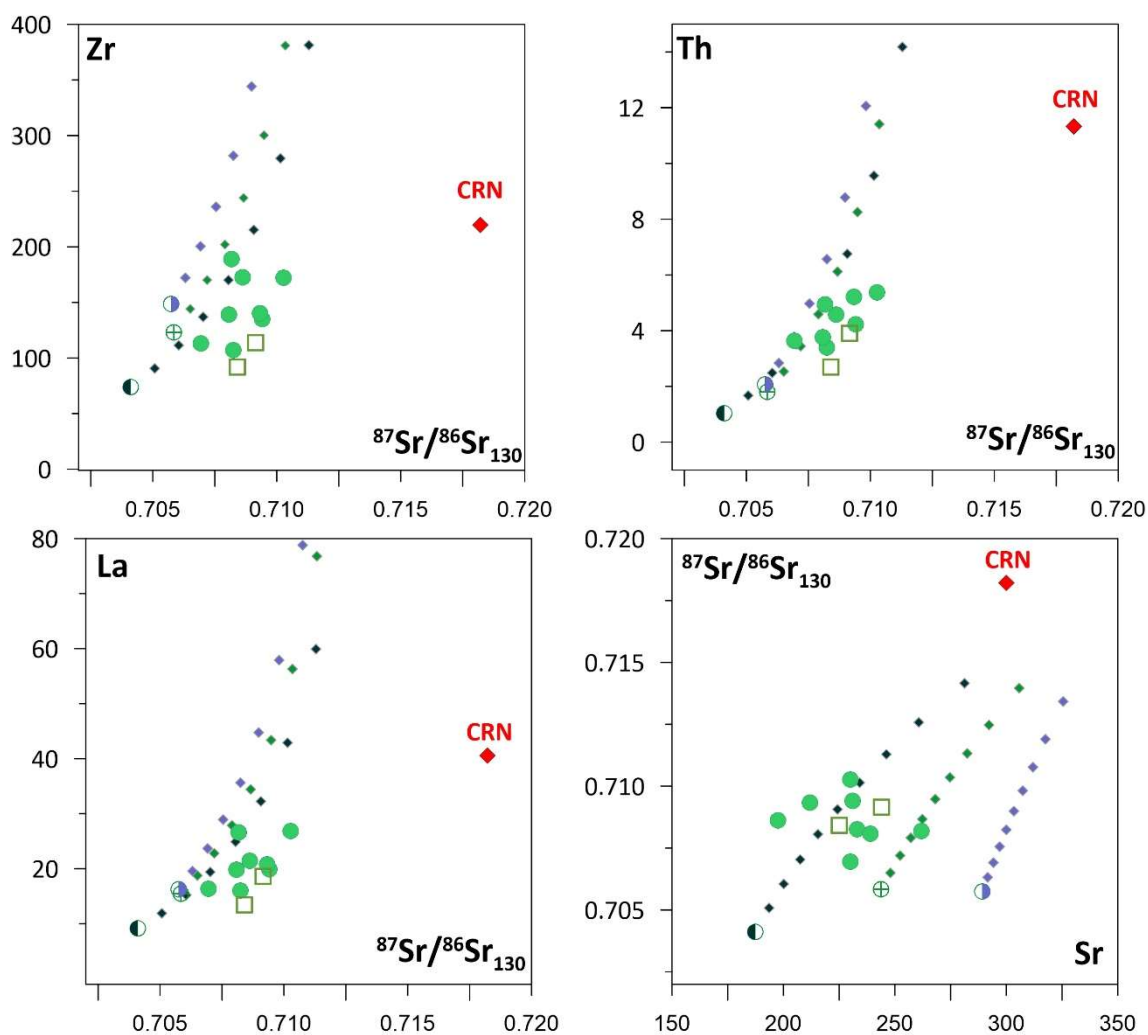 400
Zr
300
CRN
200
100
⁸⁷Sr/⁸⁶Sr₁₃₀
0
0.705 0.710 0.715 0.720
Th
12
CRN
8
4
0
⁸⁷Sr/⁸⁶Sr₁₃₀
0.705 0.710 0.715 0.720
80
La
60
CRN
40
20
⁸⁷Sr/⁸⁶Sr₁₃₀
0.705 0.710 0.715 0.720
0.720
⁸⁷Sr/⁸⁶Sr₁₃₀
CRN
0.715
0.710
0.705
Sr
150 200 250 300 350